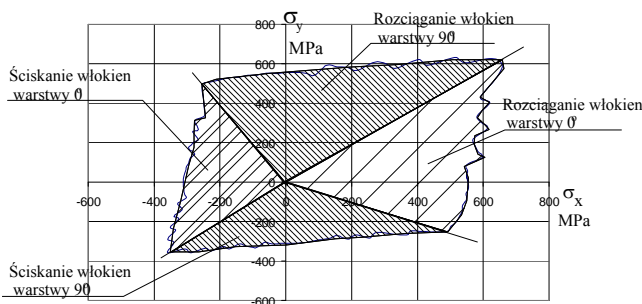 800
σy
MPa
Rozciąganie włókien
warstwy 90°
600
Ściskanie włókien
warstwy 0°
400
Rozciąganie włókien
warstwy 0°
200
0
-600 -400 -200 0 200 400 600 800
σx
MPa
-200
-400
Ściskanie włókien
warstwy 90°
-600